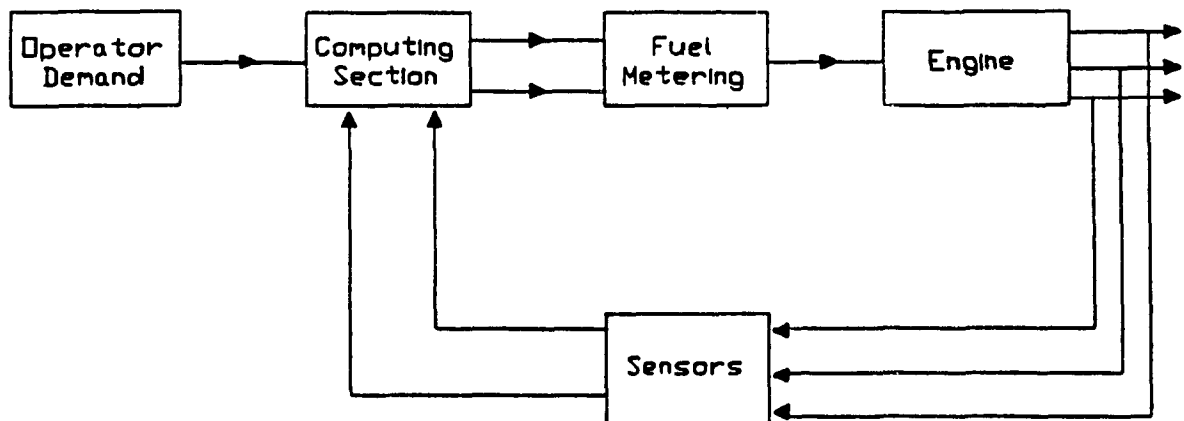 Operator
Demand
Computing
Section
Fuel
Metering
Engine
Sensors